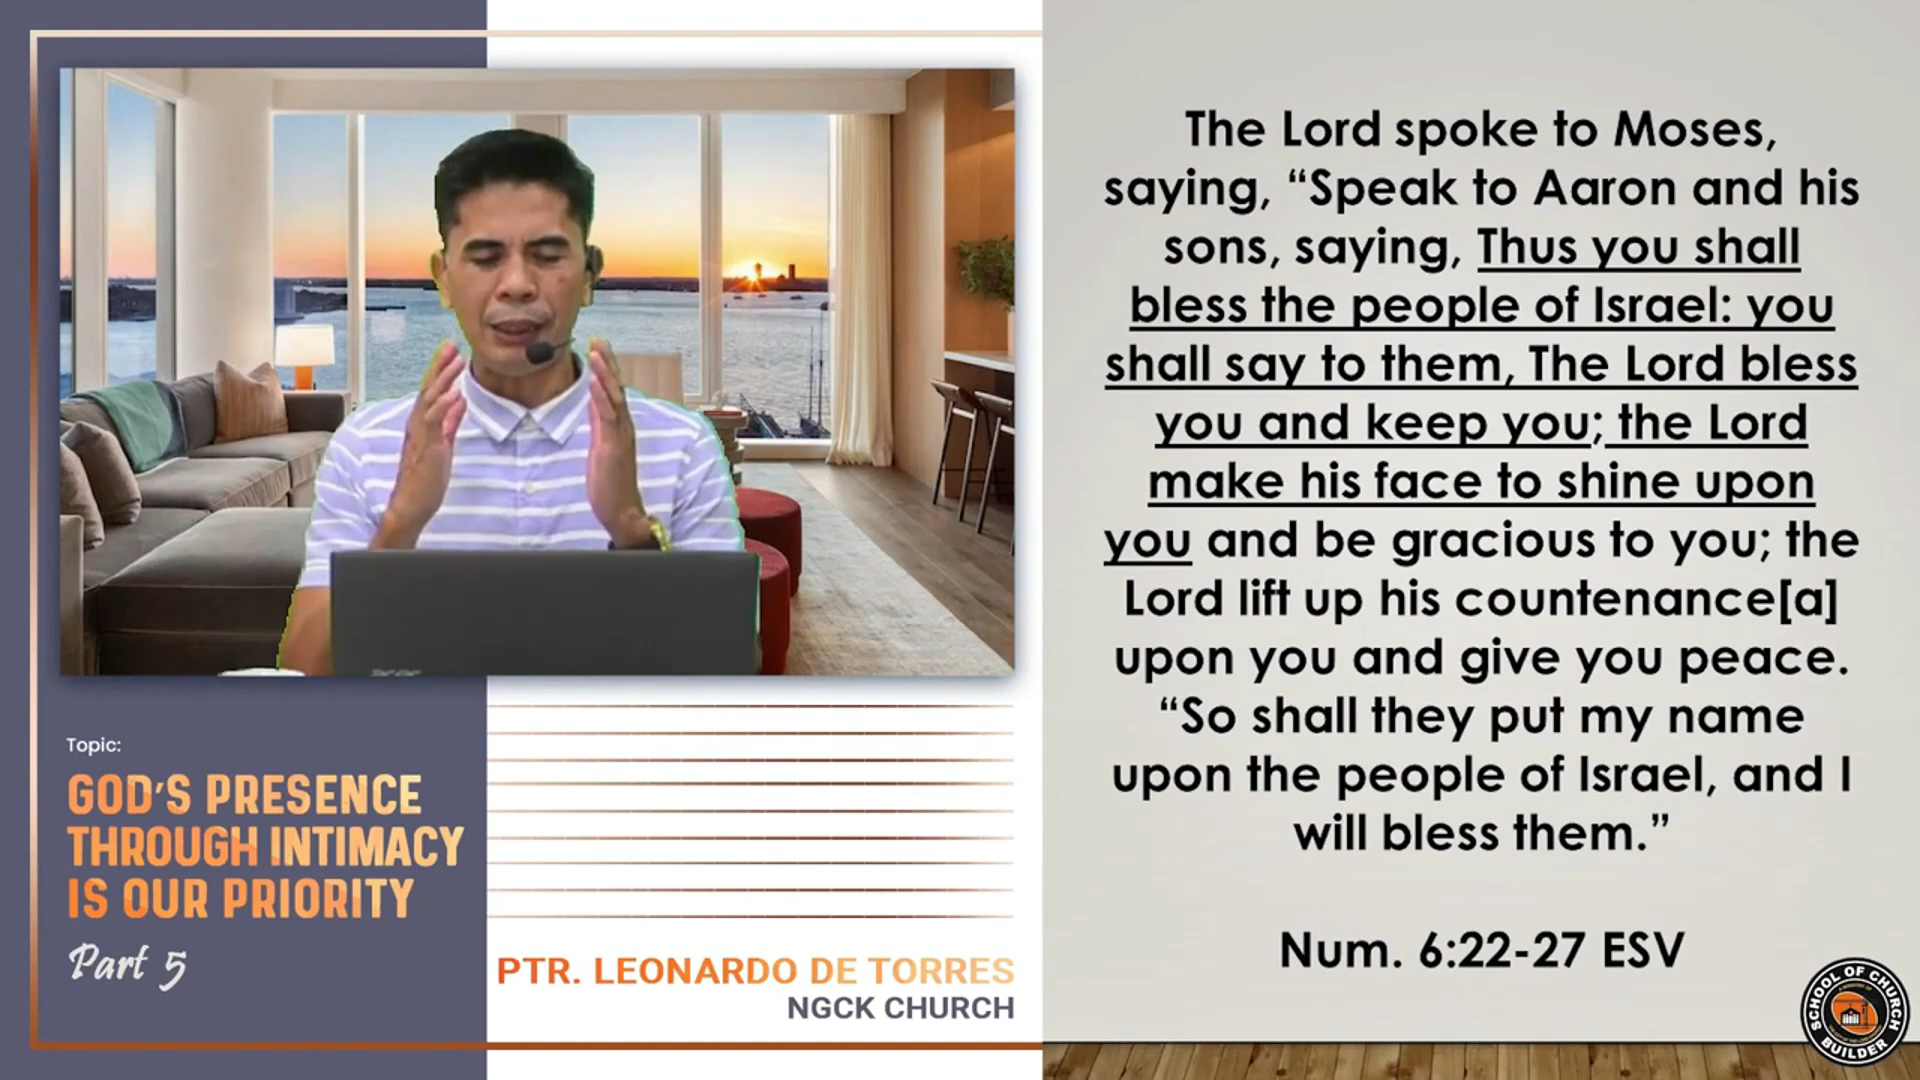 Topic:
GOD'S PRESENCE
THROUGH INTIMACY
IS OUR PRIORITY
Part 5
PTR. LEONARDO DE TORRES
NGCK CHURCH
The Lord spoke to Moses,
saying, “Speak to Aaron and his
sons, saying, Thus you shall
bless the people of Israel: you
shall say to them, The Lord bless
you and keep you; the Lord
make his face to shine upon
you and be gracious to you; the
Lord lift up his countenance[a]
upon you and give you peace.
“So shall they put my name
upon the people of Israel, and I
will bless them.”
Num. 6:22-27 ESV
SCHOOL OF CHURCH
BUILDER